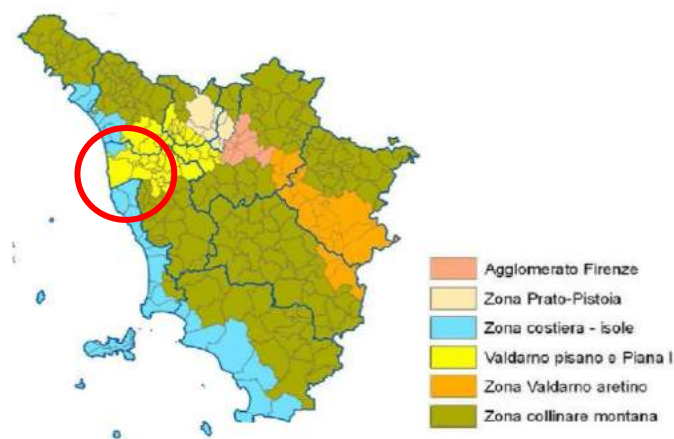 Agglomerato Firenze
Zona Prato-Pistoia
Zona costiera - isole
Valdarno pisano e Piana l
Zona Valdarno aretino
Zona collinare montana